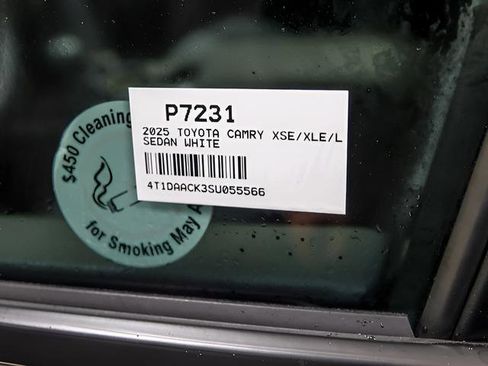 P7231
2025 TOYOTA CAMRY XSE/XLE/L
SEDAN WHITE
4T1DAACK3SU055566
$450 Cleaning
for Smoking May